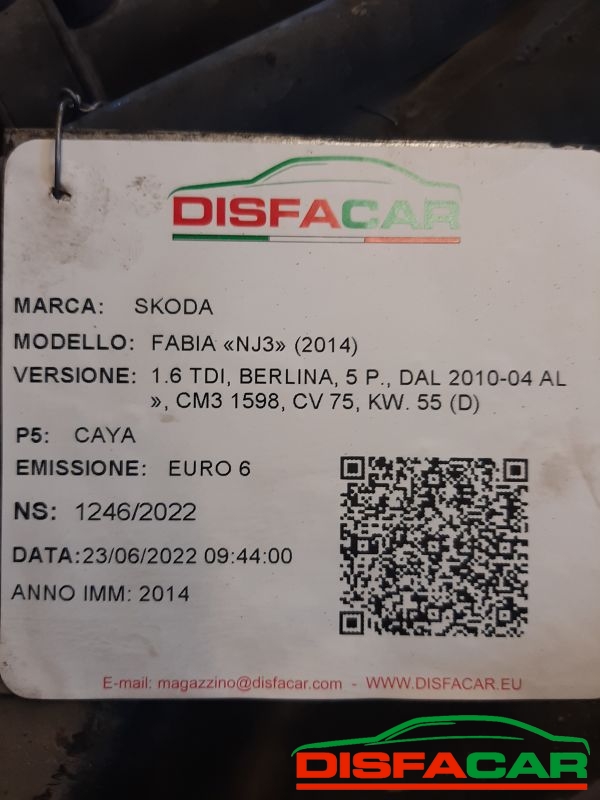 DISFACAR
MARCA: SKODA
MODELLO: FABIA «NJ3» (2014)
VERSIONE: 1.6 TDI, BERLINA, 5 P., DAL 2010-04 AL
», CM3 1598, CV 75, KW. 55 (D)
P5: CAYA
EMISSIONE: EURO 6
NS: 1246/2022
DATA:23/06/2022 09:44:00
ANNO IMM: 2014
E-mail: magazzino@disfacar.com - WWW.DISFACAR.EU
DISFACAR